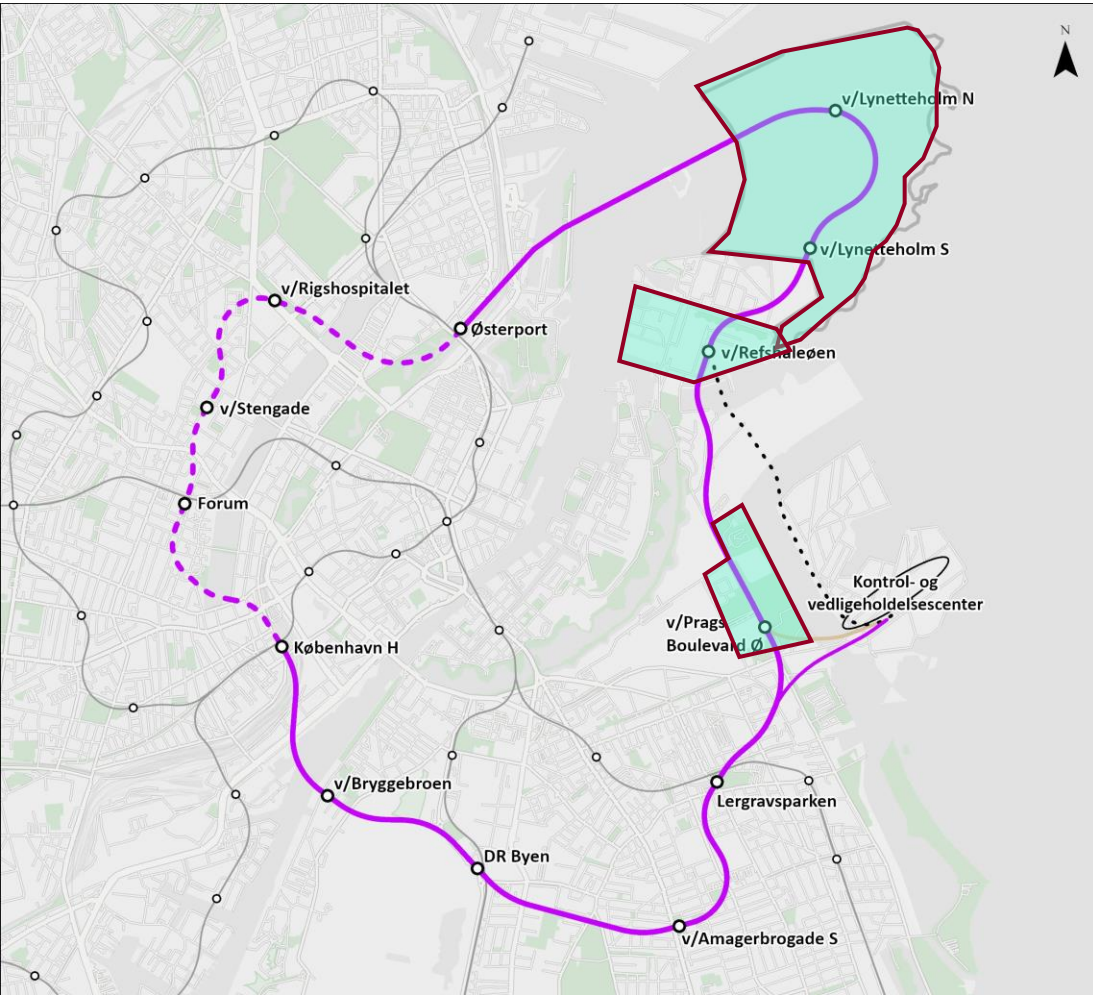 N
v/Lynetteholm N
v/Lynetteholm S
v/Rigshospitalet
Østerport
v/Refshaleøen
v/Stengade
Forum
Kontrol- og
vedligeholdelsescenter
v/Prags
Boulevard Ø
København H
v/Bryggebroen
Lergravsparken
DR Byen
v/Amagerbrogade S